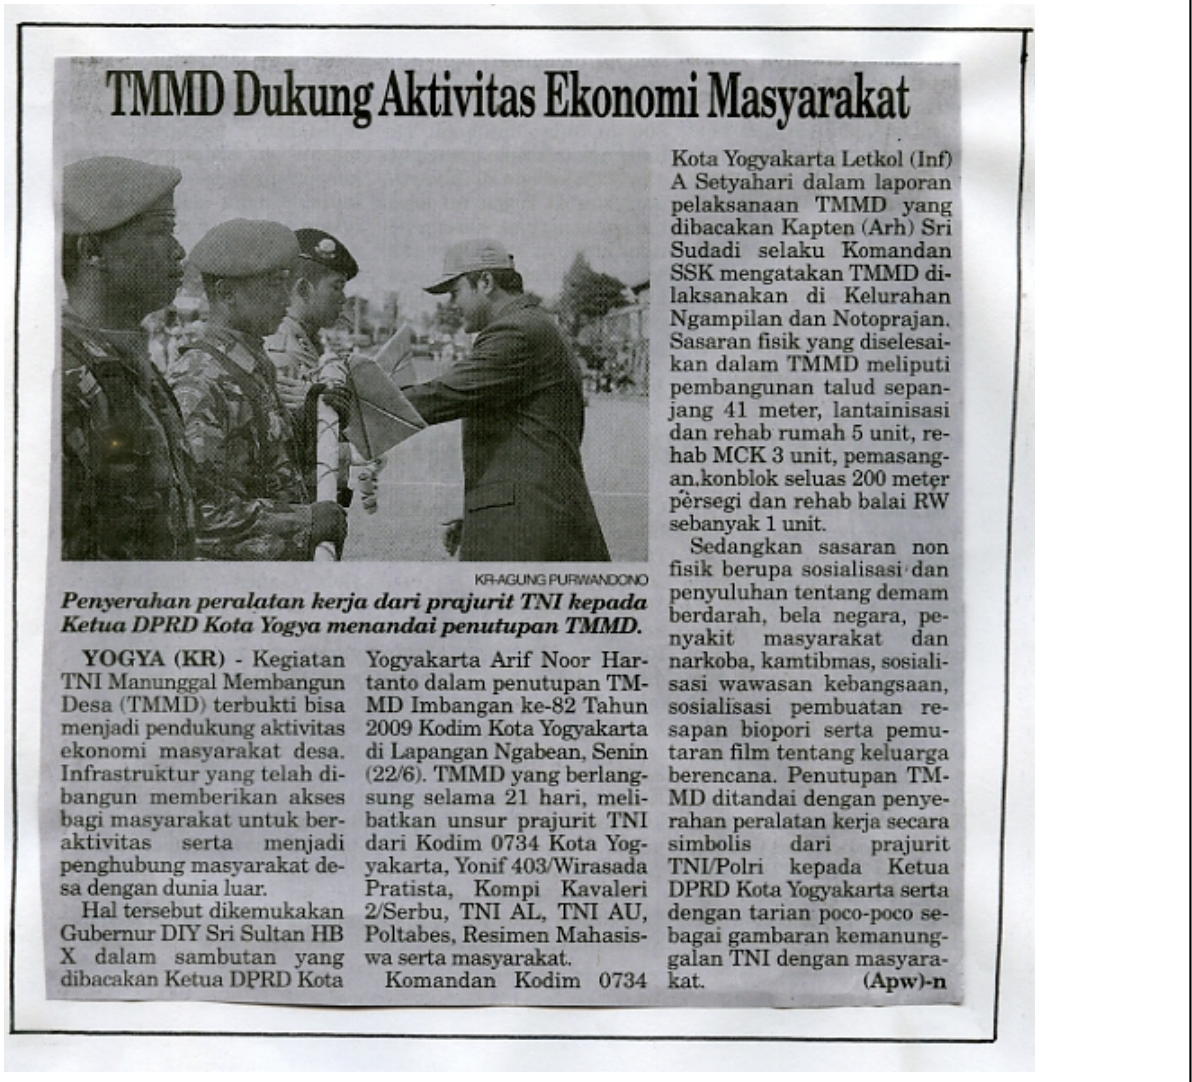 TMMD Dukung Aktivitas Ekonomi Masyarakat
KR-AGUNG PURWANDONO
Penyerahan peralatan kerja dari prajurit TNI kepada
Ketua DPRD Kota Yogya menandai penutupan TMMD.
YOGYA (KR) - Kegiatan
TNI Manunggal Membangun
Desa (TMMD) terbukti bisa
menjadi pendukung aktivitas
ekonomi masyarakat desa.
Infrastruktur yang telah di-
bangun memberikan akses
bagi masyarakat untuk ber-
aktivitas serta menjadi
penghubung masyarakat de-
sa dengan dunia luar.
Hal tersebut dikemukakan
Gubernur DIY Sri Sultan HB
X dalam sambutan yang
dibacakan Ketua DPRD Kota
Yogyakarta Arif Noor Har-
tanto dalam penutupan TM-
MD Imbangan ke-82 Tahun
2009 Kodim Kota Yogyakarta
di Lapangan Ngabean, Senin
(22/6). TMMD yang berlang-
sung selama 21 hari, meli-
batkan unsur prajurit TNI
dari Kodim 0734 Kota Yog-
yakarta, Yonif 403/Wirasada
Pratista, Kompi Kavaleri
2/Serbu, TNI AL, TNI AU,
Poltabes, Resimen Mahasis-
wa serta masyarakat.
Komandan Kodim 0734
Kota Yogyakarta Letkol (Inf)
A Setyahari dalam laporan
pelaksanaan TMMD yang
dibacakan Kapten (Arh) Sri
Sudadi selaku Komandan
SSK mengatakan TMMD di-
laksanakan di Kelurahan
Ngampilan dan Notoprajan.
Sasaran fisik yang diselesai-
kan dalam TMMD meliputi
pembangunan talud sepan-
jang 41 meter, lantainisasi
dan rehab rumah 5 unit, re-
hab MCK 3 unit, pemasang-
an konblok seluas 200 meter
persegi dan rehab balai RW
sebanyak 1 unit.
Sedangkan sasaran non
fisik berupa sosialisasi dan
penyuluhan tentang demam
berdarah, bela negara, pe-
nyakit masyarakat dan
narkoba, kamtibmas, sosiali-
sasi wawasan kebangsaan,
sosialisasi pembuatan re-
sapan biopori serta pemu-
taran film tentang keluarga
berencana. Penutupan TM-
MD ditandai dengan penye-
rahan peralatan kerja secara
simbolis dari prajurit
TNI/Polri kepada Ketua
DPRD Kota Yogyakarta serta
dengan tarian poco-poco se-
bagai gambaran kemanung-
galan TNI dengan masyara-
kat. (Apw)-n